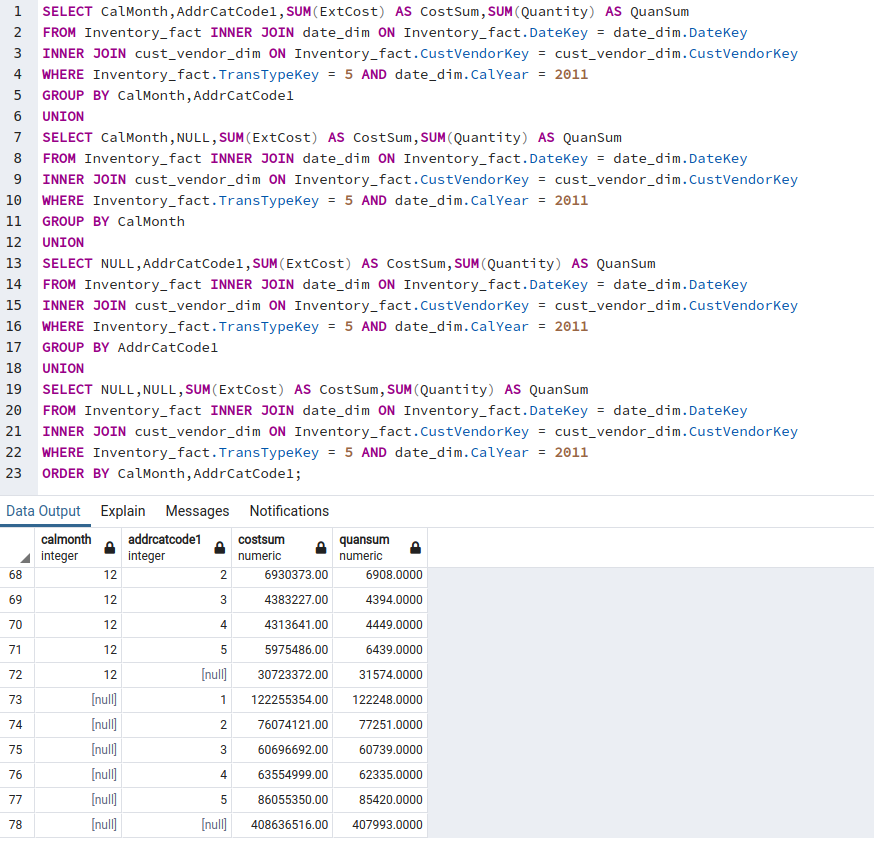 1 SELECT CalMonth,AddrCatCode1,SUM(ExtCost) AS CostSum,SUM(Quantity) AS QuanSum
2 FROM Inventory_fact INNER JOIN date_dim ON Inventory_fact.DateKey = date_dim.DateKey
3 INNER JOIN cust_vendor_dim ON Inventory_fact.CustVendorKey = cust_vendor_dim.CustVendorKey
4 WHERE Inventory_fact.TransTypeKey = 5 AND date_dim.CalYear = 2011
5 GROUP BY CalMonth,AddrCatCode1
6 UNION
7 SELECT CalMonth,NULL,SUM(ExtCost) AS CostSum,SUM(Quantity) AS QuanSum
8 FROM Inventory_fact INNER JOIN date_dim ON Inventory_fact.DateKey = date_dim.DateKey
9 INNER JOIN cust_vendor_dim ON Inventory_fact.CustVendorKey = cust_vendor_dim.CustVendorKey
10 WHERE Inventory_fact.TransTypeKey = 5 AND date_dim.CalYear = 2011
11 GROUP BY CalMonth
12 UNION
13 SELECT NULL,AddrCatCode1,SUM(ExtCost) AS CostSum,SUM(Quantity) AS QuanSum
14 FROM Inventory_fact INNER JOIN date_dim ON Inventory_fact.DateKey = date_dim.DateKey
15 INNER JOIN cust_vendor_dim ON Inventory_fact.CustVendorKey = cust_vendor_dim.CustVendorKey
16 WHERE Inventory_fact.TransTypeKey = 5 AND date_dim.CalYear = 2011
17 GROUP BY AddrCatCode1
18 UNION
19 SELECT NULL,NULL,SUM(ExtCost) AS CostSum,SUM(Quantity) AS QuanSum
20 FROM Inventory_fact INNER JOIN date_dim ON Inventory_fact.DateKey = date_dim.DateKey
21 INNER JOIN cust_vendor_dim ON Inventory_fact.CustVendorKey = cust_vendor_dim.CustVendorKey
22 WHERE Inventory_fact.TransTypeKey = 5 AND date_dim.CalYear = 2011
23 ORDER BY CalMonth,AddrCatCode1;
Data Output Explain Messages Notifications
calmonth addrcatcode1 costsum quansum
integer integer numeric numeric
68 12 2 6930373.00 6908.0000
69 12 3 4383227.00 4394.0000
70 12 4 4313641.00 4449.0000
71 12 5 5975486.00 6439.0000
72 12 [null] 30723372.00 31574.0000
73 [null] 1 122255354.00 122248.0000
74 [null] 2 76074121.00 77251.0000
75 [null] 3 60696692.00 60739.0000
76 [null] 4 63554999.00 62335.0000
77 [null] 5 86055350.00 85420.0000
78 [null] [null] 408636516.00 407993.0000